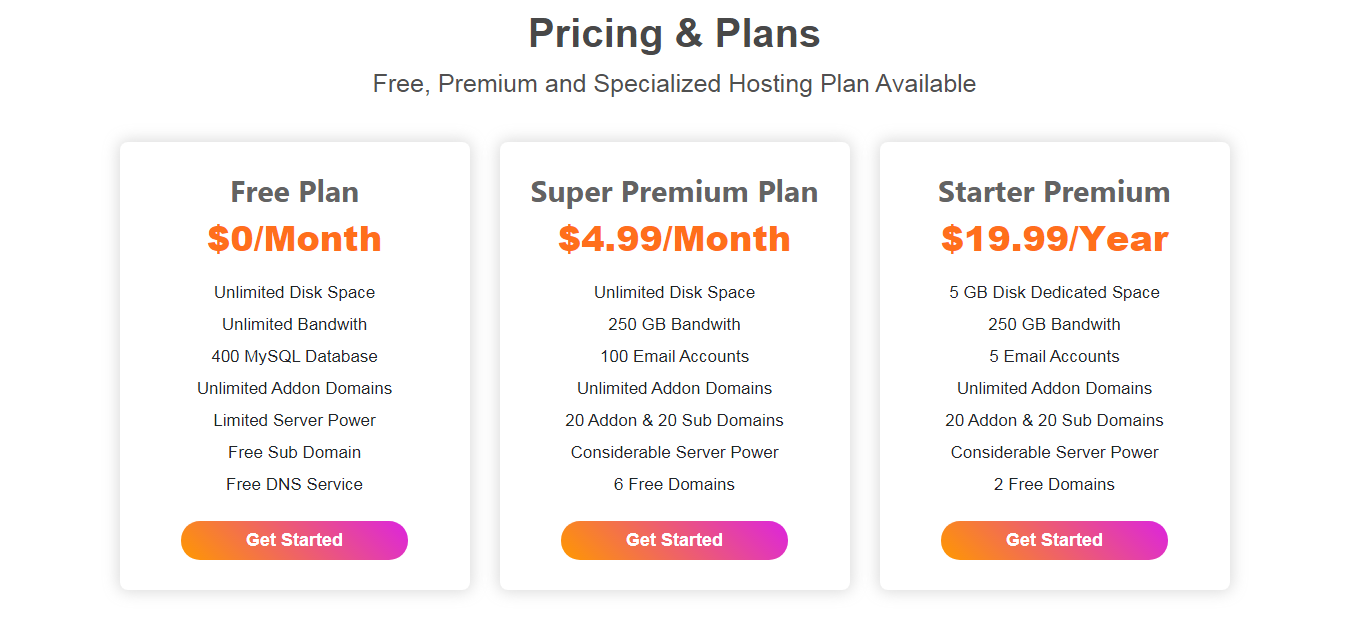 Pricing & Plans
Free, Premium and Specialized Hosting Plan Available
Free Plan
$0/Month
Unlimited Disk Space
Unlimited Bandwith
400 MySQL Database
Unlimited Addon Domains
Limited Server Power
Free Sub Domain
Free DNS Service
Get Started
Super Premium Plan
$4.99/Month
Unlimited Disk Space
250 GB Bandwith
100 Email Accounts
Unlimited Addon Domains
20 Addon & 20 Sub Domains
Considerable Server Power
6 Free Domains
Get Started
Starter Premium
$19.99/Year
5 GB Disk Dedicated Space
250 GB Bandwith
5 Email Accounts
Unlimited Addon Domains
20 Addon & 20 Sub Domains
Considerable Server Power
2 Free Domains
Get Started